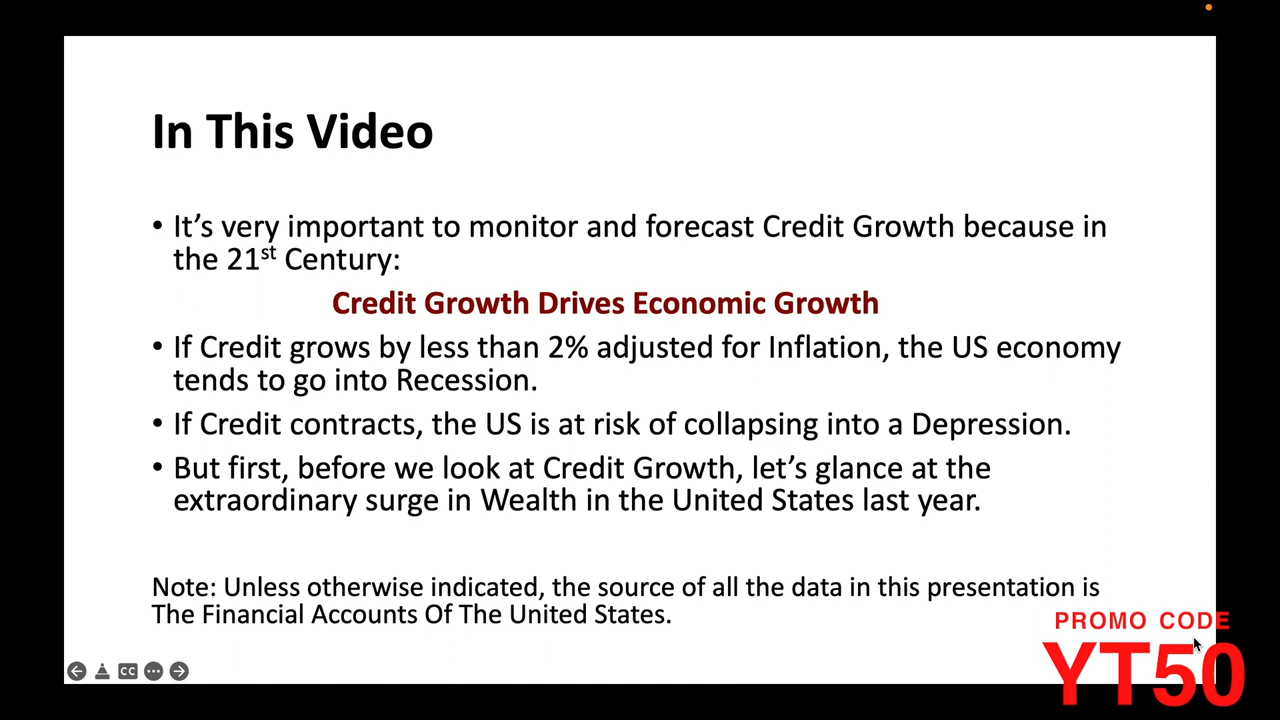 In This Video
• It’s very important to monitor and forecast Credit Growth because in
the 21st Century:
Credit Growth Drives Economic Growth
• If Credit grows by less than 2% adjusted for Inflation, the US economy
tends to go into Recession.
• If Credit contracts, the US is at risk of collapsing into a Depression.
• But first, before we look at Credit Growth, let’s glance at the
extraordinary surge in Wealth in the United States last year.
Note: Unless otherwise indicated, the source of all the data in this presentation is
The Financial Accounts Of The United States.
PROMO CODE
YT50
CC